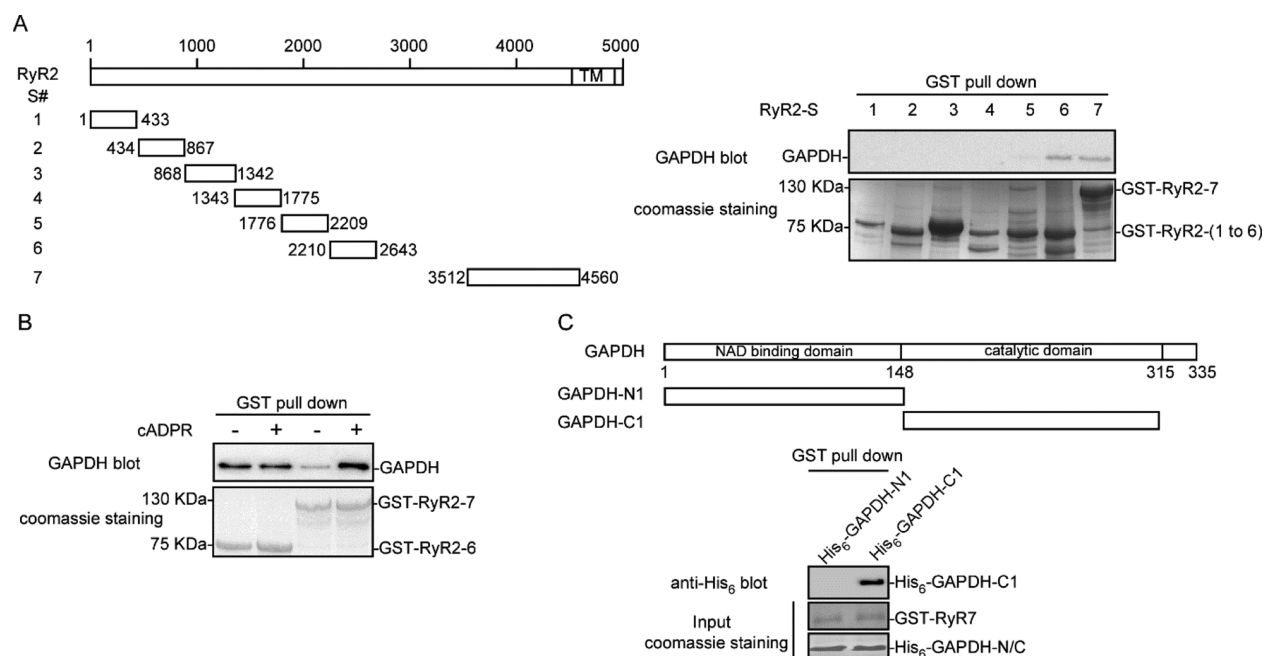 A
1 1000 2000 3000 4000 5000
RyR2 TM
S#
1 1 433
2 434 867
3 868 1342
4 1343 1775
5 1776 2209
6 2210 2643
7 3512 4560
GST pull down
RyR2-S 1 2 3 4 5 6 7
GAPDH blot GAPDH-
130 KDa- -GST-RyR2-7
coomassie staining
75 KDa- -GST-RyR2-(1 to 6)
B
GST pull down
cADPR - + - +
GAPDH blot -GAPDH
130 KDa- -GST-RyR2-7
coomassie staining
75 KDa- -GST-RyR2-6
C
GAPDH NAD binding domain catalytic domain
1 148 315 335
GAPDH-N1
GAPDH-C1
GST pull down
His6-GAPDH-N1
His6-GAPDH-C1
anti-His6 blot -His6-GAPDH-C1
Input -GST-RyR7
coomassie staining -His6-GAPDH-N/C